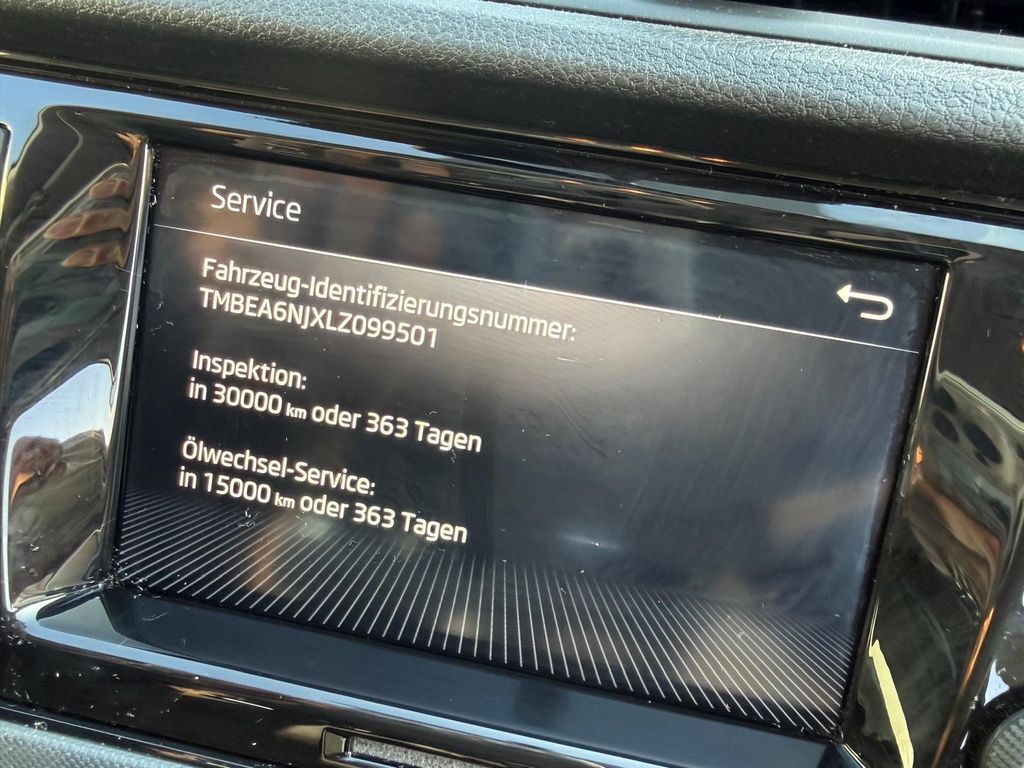 Service
Fahrzeug-Identifizierungsnummer:
TMBEA6NJXLZ099501
Inspektion:
in 30000 km oder 363 Tagen
Ölwechsel-Service:
in 15000 km oder 363 Tagen